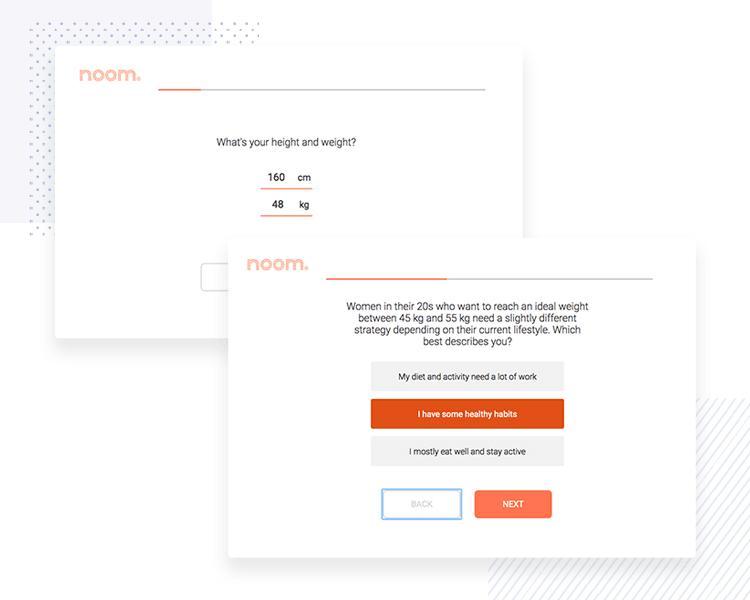 noom.
What's your height and weight?
160 cm
48 kg
noom.
Women in their 20s who want to reach an ideal weight
between 45 kg and 55 kg need a slightly different
strategy depending on their current lifestyle. Which
best describes you?
My diet and activity need a lot of work
I have some healthy habits
I mostly eat well and stay active
BACK
NEXT